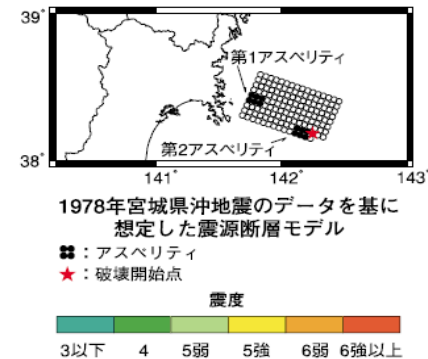 39°
第1アスペリティ
第2アスペリティ
38°
141° 142° 143°
1978年宮城県沖地震のデータを基に
想定した震源断層モデル
：アスペリティ
★：破壊開始点
震度
3以下 4 5弱 5強 6弱 6強以上